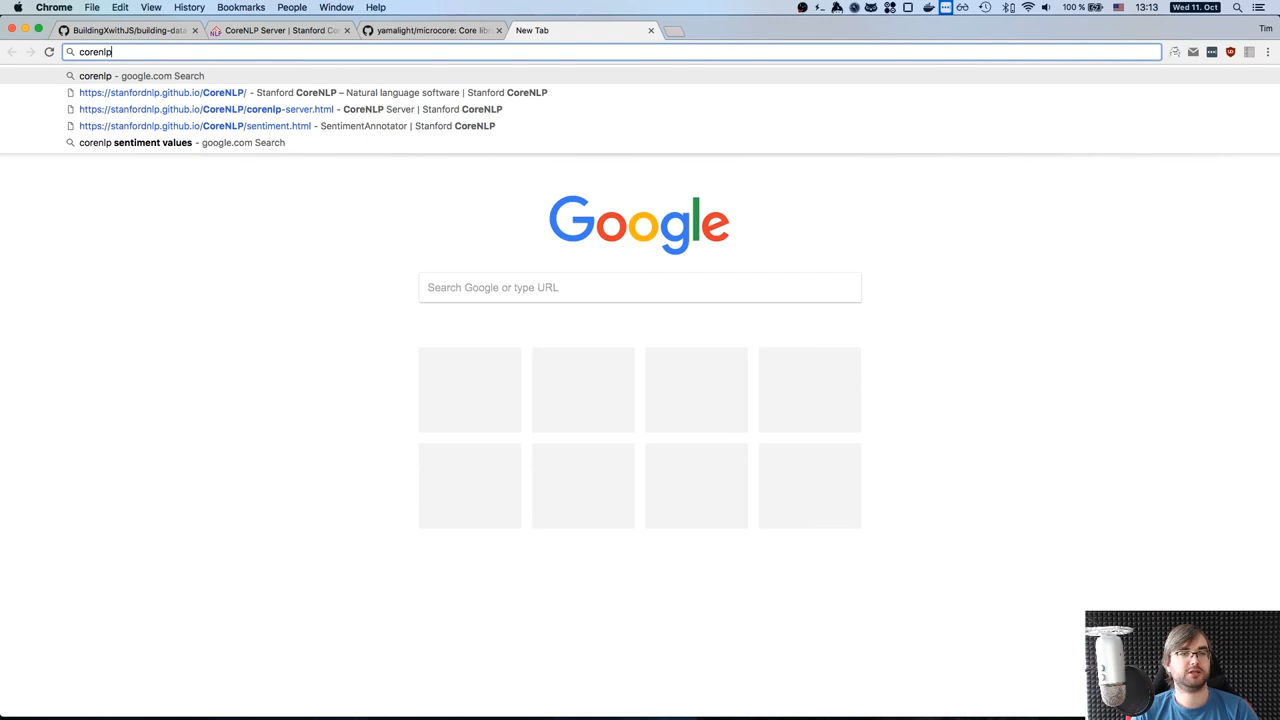 Chrome File Edit View History Bookmarks People Window Help 100 % 13:13 Wed 11. Oct
BuildingXwithJS/building-data × CoreNLP Server | Stanford Co × yamalight/microcore: Core lib × New Tab × Tim
corenlp
corenlp - google.com Search
https://stanfordnlp.github.io/CoreNLP/ - Stanford CoreNLP – Natural language software | Stanford CoreNLP
https://stanfordnlp.github.io/CoreNLP/corenlp-server.html - CoreNLP Server | Stanford CoreNLP
https://stanfordnlp.github.io/CoreNLP/sentiment.html - SentimentAnnotator | Stanford CoreNLP
corenlp sentiment values - google.com Search
Google
Search Google or type URL